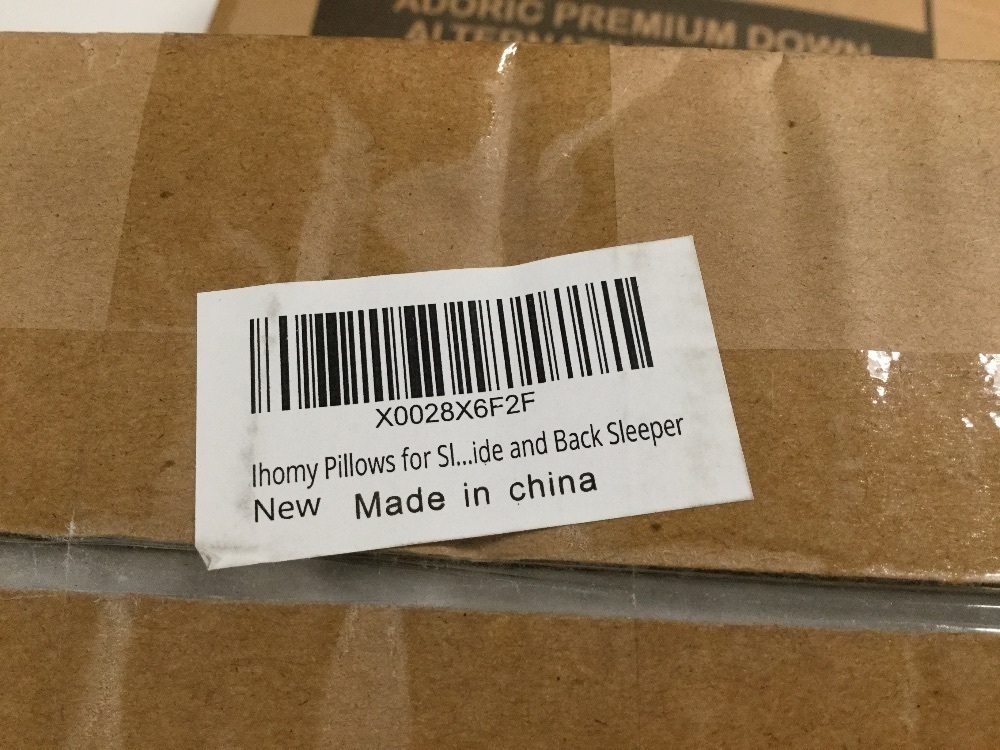 ADORIC PREMIUM DOWN
X0028X6F2F
Ihomy Pillows for Sl...ide and Back Sleeper
New Made in china